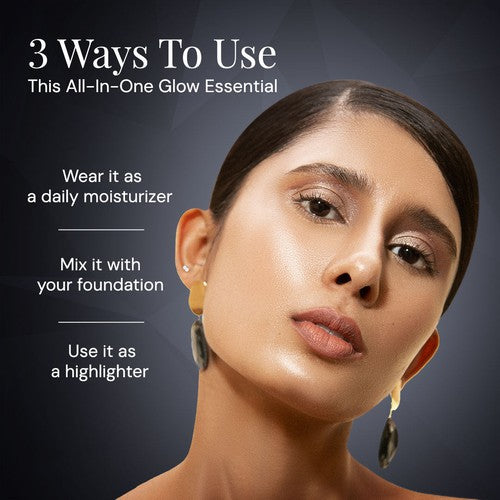 3 Ways To Use
This All-In-One Glow Essential
Wear it as
a daily moisturizer
Mix it with
your foundation
Use it as
a highlighter